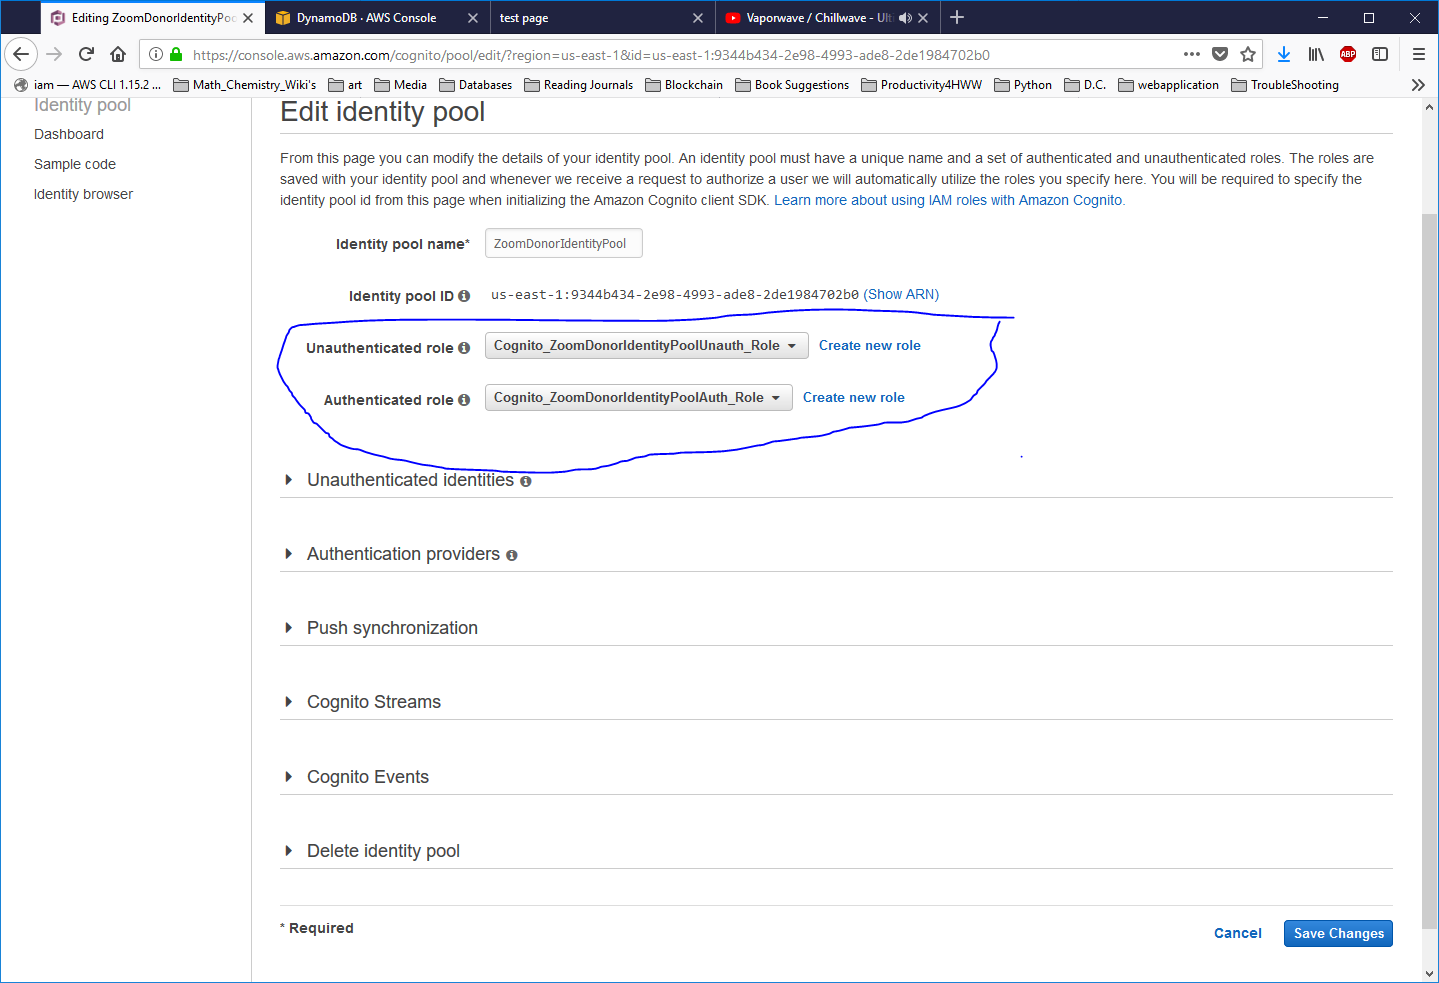 Editing ZoomDonorIdentityPoo
DynamoDB · AWS Console
test page
Vaporwave / Chillwave - Ulti
https://console.aws.amazon.com/cognito/pool/edit/?region=us-east-1&id=us-east-1:9344b434-2e98-4993-ade8-2de1984702b0
ABP
iam — AWS CLI 1.15.2 ...
Math_Chemistry_Wiki's
art
Media
Databases
Reading Journals
Blockchain
Book Suggestions
Productivity4HWW
Python
D.C.
webapplication
TroubleShooting
Identity pool
Dashboard
Sample code
Identity browser
Edit identity pool
From this page you can modify the details of your identity pool. An identity pool must have a unique name and a set of authenticated and unauthenticated roles. The roles are
saved with your identity pool and whenever we receive a request to authorize a user we will automatically utilize the roles you specify here. You will be required to specify the
identity pool id from this page when initializing the Amazon Cognito client SDK. Learn more about using IAM roles with Amazon Cognito.
Identity pool name* ZoomDonorIdentityPool
Identity pool ID us-east-1:9344b434-2e98-4993-ade8-2de1984702b0 (Show ARN)
Unauthenticated role Cognito_ZoomDonorIdentityPoolUnauth_Role Create new role
Authenticated role Cognito_ZoomDonorIdentityPoolAuth_Role Create new role
Unauthenticated identities
Authentication providers
Push synchronization
Cognito Streams
Cognito Events
Delete identity pool
* Required
Cancel Save Changes